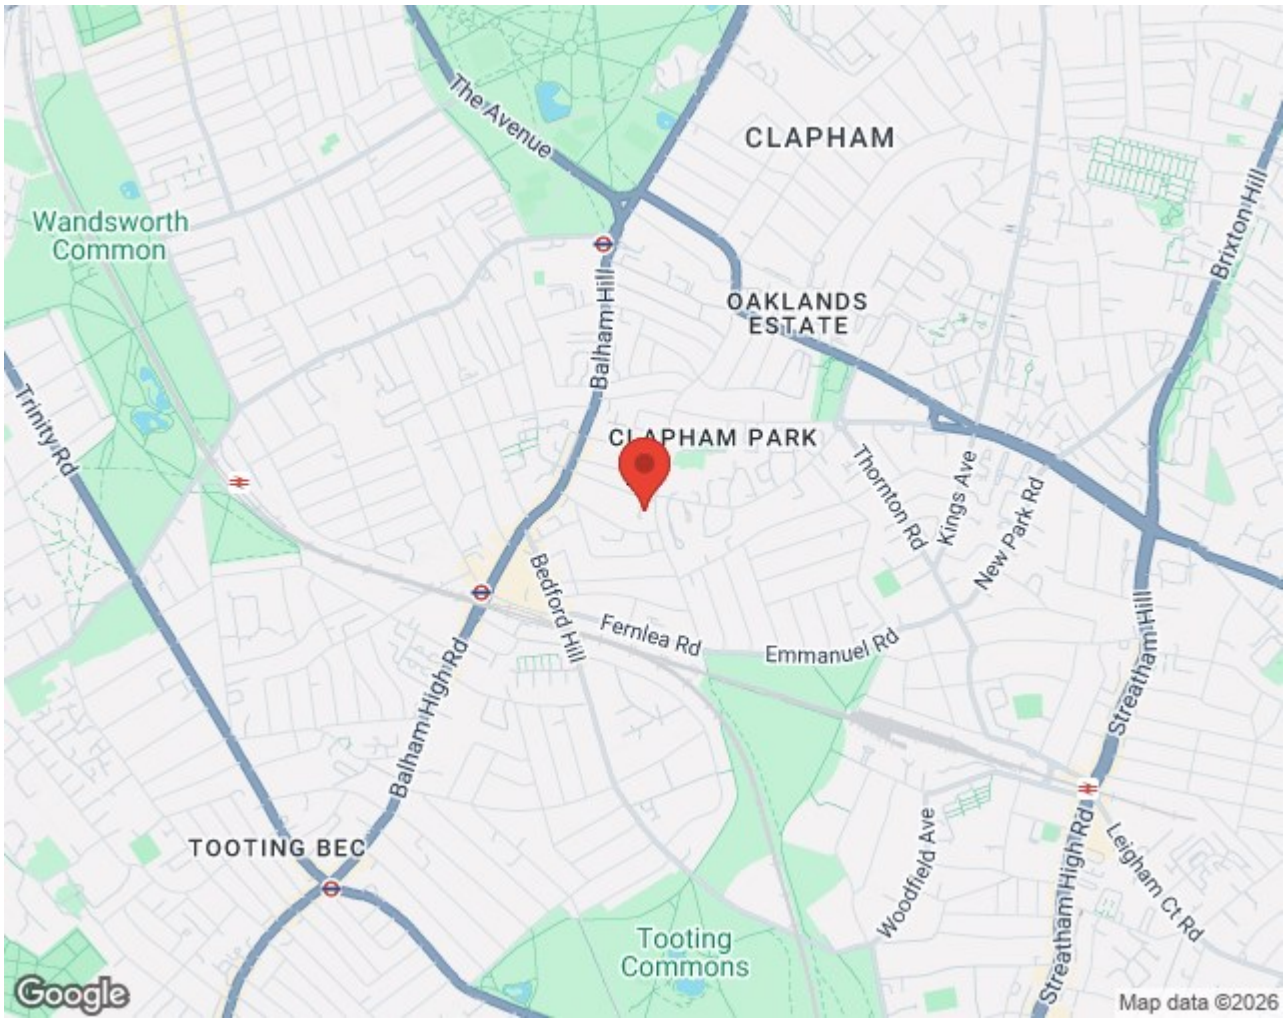 The Avenue
CLAPHAM
Wandsworth
Common
Brixton Hill
Balham Hill
OAKLANDS
ESTATE
Trinity Rd
CLAPHAM PARK
Thornton Rd
Kings Ave
New Park Rd
Bedford Hill
Fernlea Rd
Emmanuel Rd
Streatham Hill
Balham High Rd
TOOTING BEC
Woodfield Ave
Streatham High Rd
Leigham Ct Rd
Tooting
Commons
Google
Map data ©2026